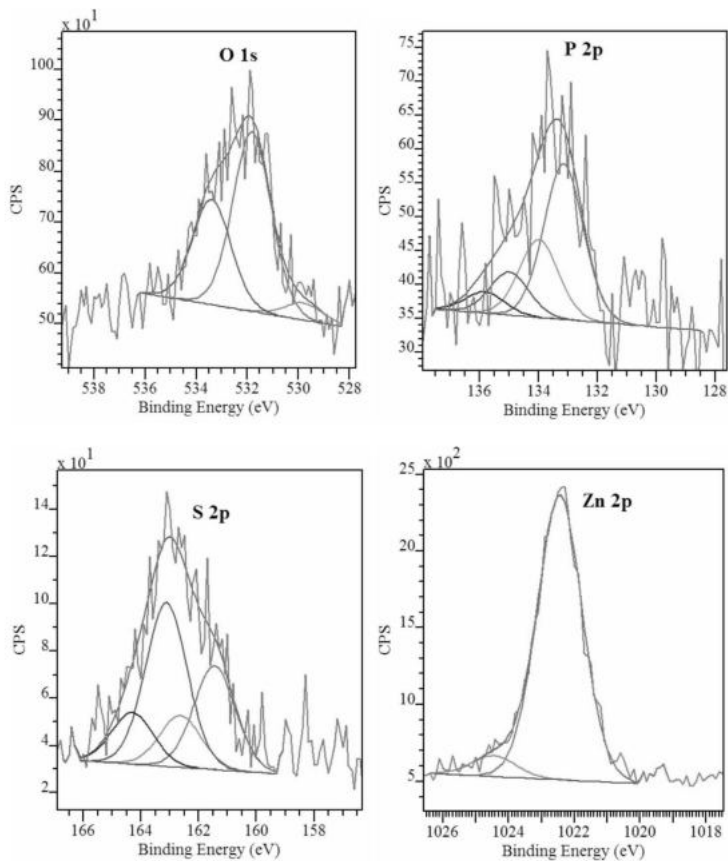 x 10¹
O 1s
100
90
80
70
60
50
CPS
538 536 534 532 530 528
Binding Energy (eV)
P 2p
75
70
65
60
55
50
45
40
35
30
CPS
136 134 132 130 128
Binding Energy (eV)
x 10¹
S 2p
14
12
10
8
6
4
2
CPS
166 164 162 160 158
Binding Energy (eV)
x 10²
Zn 2p
25
20
15
10
5
CPS
1026 1024 1022 1020 1018
Binding Energy (eV)